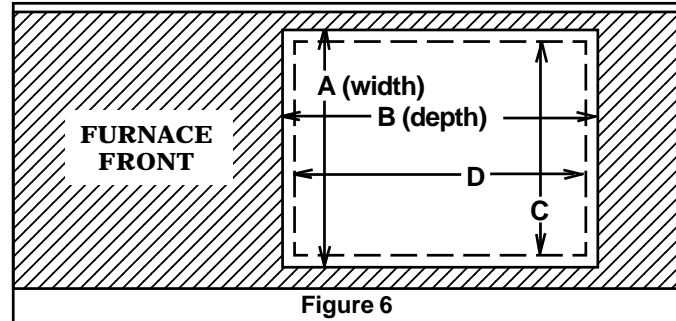 A (width)
B (depth)
FURNACE
FRONT
D
C
Figure 6